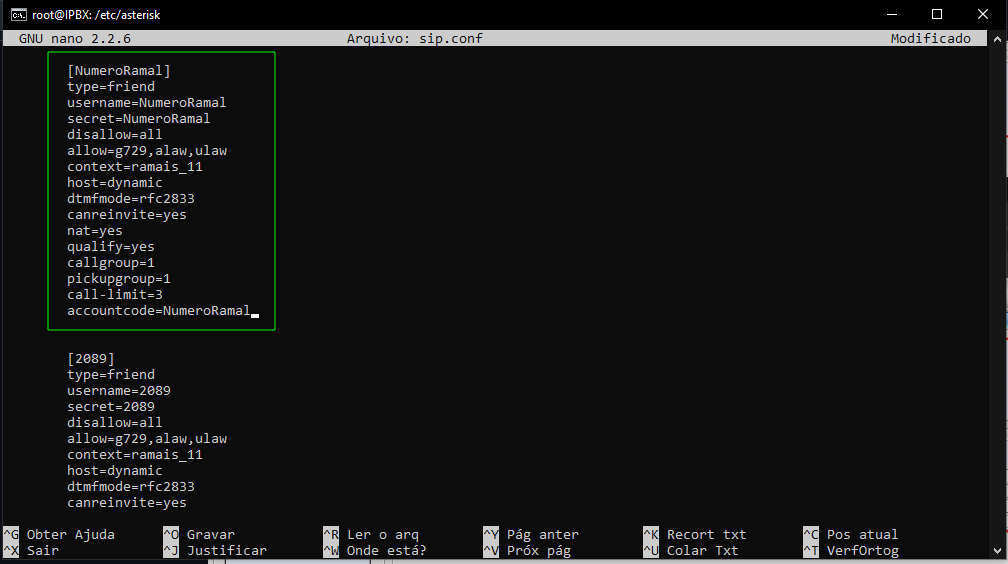 root@IPBX: /etc/asterisk
GNU nano 2.2.6 Arquivo: sip.conf Modificado
[NumeroRamal]
type=friend
username=NumeroRamal
secret=NumeroRamal
disallow=all
allow=g729,alaw,ulaw
context=ramais_11
host=dynamic
dtmfmode=rfc2833
canreinvite=yes
nat=yes
qualify=yes
callgroup=1
pickupgroup=1
call-limit=3
accountcode=NumeroRamal
[2089]
type=friend
username=2089
secret=2089
disallow=all
allow=g729,alaw,ulaw
context=ramais_11
host=dynamic
dtmfmode=rfc2833
canreinvite=yes
^G Obter Ajuda ^O Gravar ^R Ler o arq ^Y Pág anter ^K Recort txt ^C Pos atual
^X Sair ^J Justificar ^W Onde está? ^V Próx pág ^U Colar Txt ^T VerfOrtog